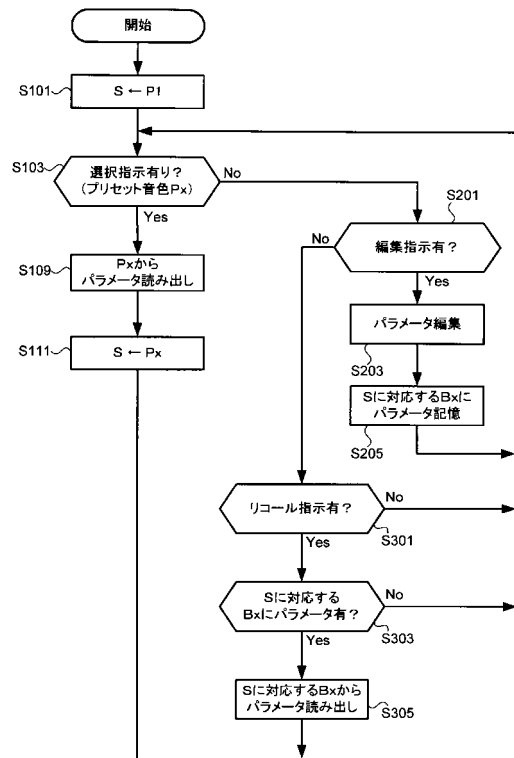 開始
S101
S ← P1
S103
選択指示有り？
(プリセット音色Px)
No
Yes
S201
編集指示有？
No
Yes
S109
Pxから
パラメータ読み出し
パラメータ編集
S203
S111
S ← Px
Sに対応するBxに
パラメータ記憶
S205
リコール指示有？
No
S301
Yes
Sに対応する
Bxにパラメータ有？
No
S303
Yes
Sに対応するBxから
パラメータ読み出し
S305